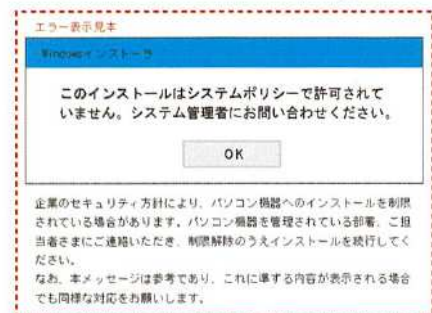 エラー表示見本
Windowsインストーラ
このインストールはシステムポリシーで許可されて
いません。システム管理者にお問い合わせください。
OK
企業のセキュリティ方針により、パソコン機器へのインストールを制限
されている場合があります。パソコン機器を管理されている部署、ご担
当者さまにご連絡いただき、制限解除のうえインストールを続行してく
ださい。
なお、本メッセージは参考であり、これに準ずる内容が表示される場合
でも同様な対応をお願いします。